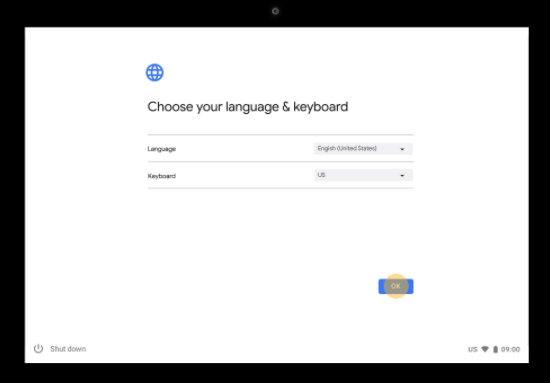 Choose your language & keyboard
Language English (United States)
Keyboard US
OK
Shut down US 09:00